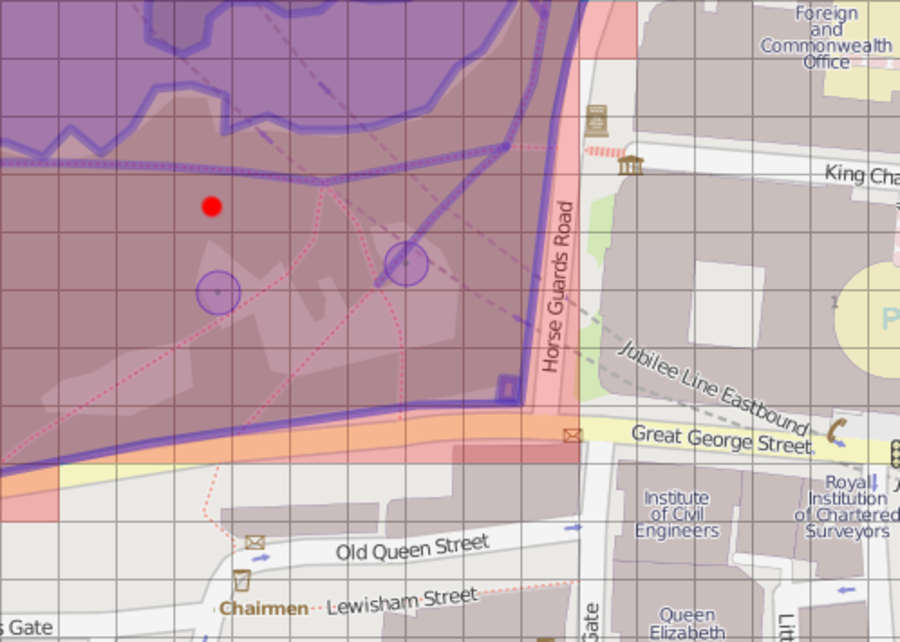 Foreign
and
Commonwealth
Office
King Cha
Horse Guards Road
1
P
Jubilee Line Eastbound
Great George Street
Institute
of Civil
Engineers
Royal
Institution
of Chartered
Surveyors
Old Queen Street
Chairmen
Lewisham Street
s Gate
Gate
Queen
Elizabeth
Litt